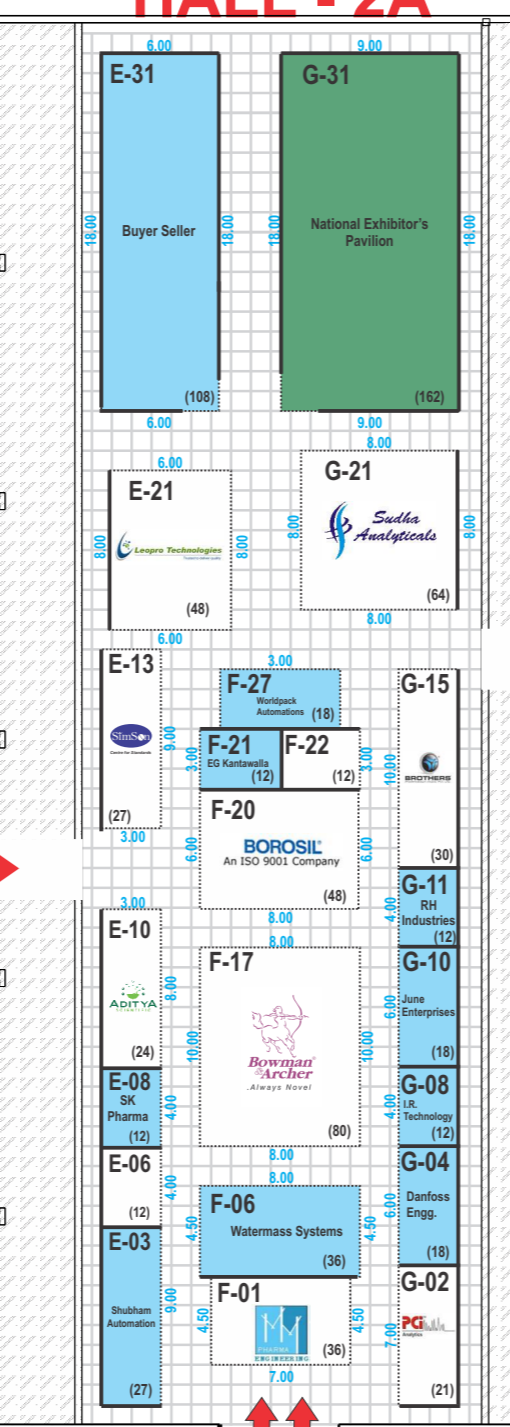 HALL - 2A
6.00
9.00
E-31
G-31
18.00
Buyer Seller
18.00
18.00
National Exhibitor's
Pavilion
18.00
(108)
(162)
6.00
9.00
8.00
6.00
E-21
G-21
8.00
Leopro Technologies
8.00
8.00
Sudha
Analyticals
8.00
(48)
(64)
6.00
8.00
E-13
SimSon
Centre for Standards
9.00
(27)
3.00
3.00
F-27
Worldpack
Automations
(18)
F-21
EG Kantawalla
(12)
3.00
F-22
(12)
3.00
F-20
6.00
BOROSIL®
An ISO 9001 Company
6.00
(48)
8.00
G-15
10.00
BROTHERS
(30)
G-11
RH
Industries
4.00
(12)
3.00
E-10
ADITYA
SCIENTIFIC
8.00
(24)
E-08
SK
Pharma
4.00
(12)
E-06
4.00
(12)
E-03
Shubham
Automation
9.00
(27)
8.00
F-17
10.00
Bowman®
& Archer
Always Novel
10.00
(80)
8.00
8.00
F-06
4.50
Watermass Systems
4.50
(36)
F-01
4.50
MM
PHARMA
ENGINEERING
4.50
(36)
7.00
G-10
June
Enterprises
6.00
(18)
G-08
I.R.
Technology
4.00
(12)
G-04
Danfoss
Engg.
6.00
(18)
G-02
PCi
Analytics
7.00
(21)